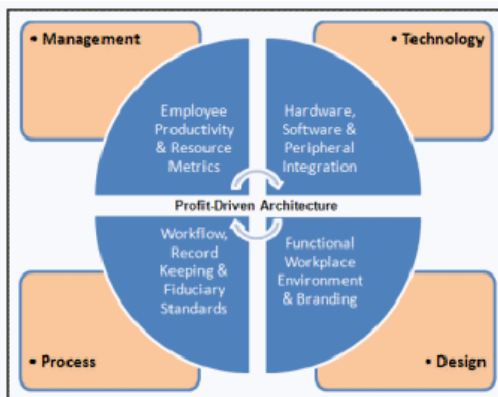 • Management
• Technology
Employee
Productivity
& Resource
Metrics
Hardware,
Software &
Peripheral
Integration
Profit-Driven Architecture
Workflow,
Record
Keeping &
Fiduciary
Standards
Functional
Workplace
Environment
& Branding
• Process
• Design